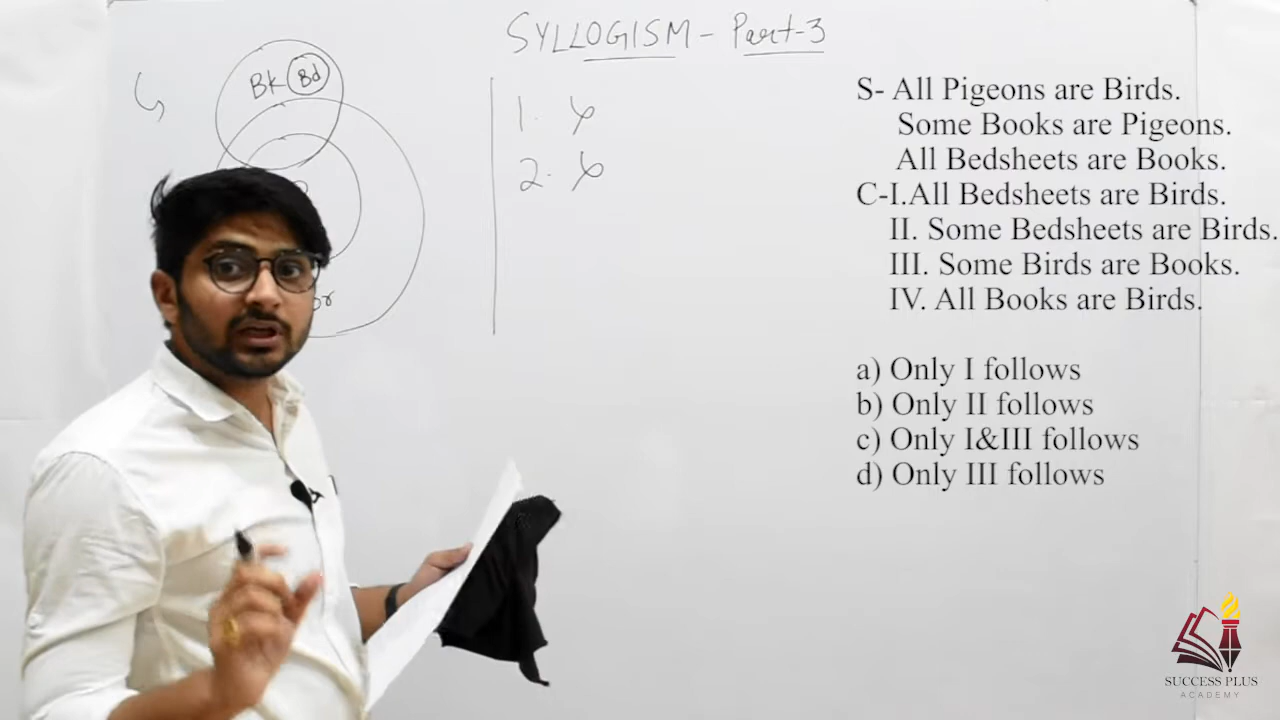 SYLLOGISM - Part-3
Bk Bd
1.
2.
S- All Pigeons are Birds.
Some Books are Pigeons.
All Bedsheets are Books.
C-I.All Bedsheets are Birds.
II. Some Bedsheets are Birds.
III. Some Birds are Books.
IV. All Books are Birds.
a) Only I follows
b) Only II follows
c) Only I&III follows
d) Only III follows
SUCCESS PLUS
ACADEMY